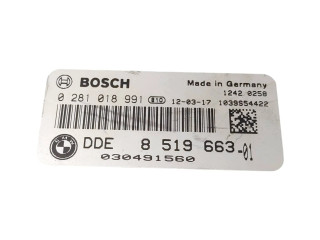 BOSCH
Made in Germany
1242 0258
0 281 018 991 E10 12-03-17 1039S54422
DDE 8 519 663-01
030491560